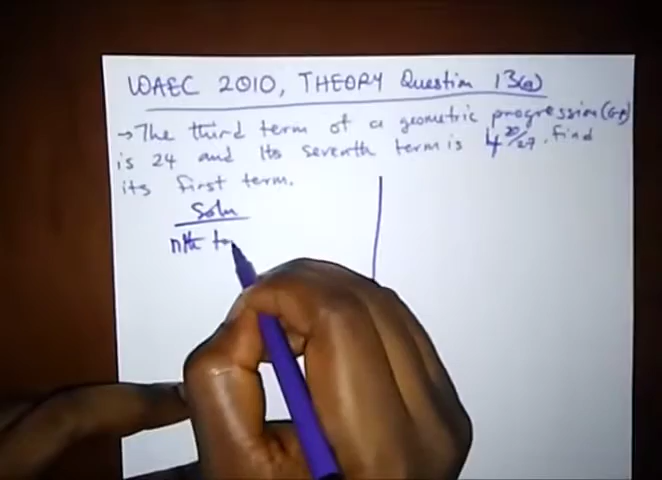 WAEC 2010, THEORY Question 13(a)
→ The third term of a geometric progression (G.P)
is 24 and its seventh term is 4 20/27. find
its first term.
Soln
nth te